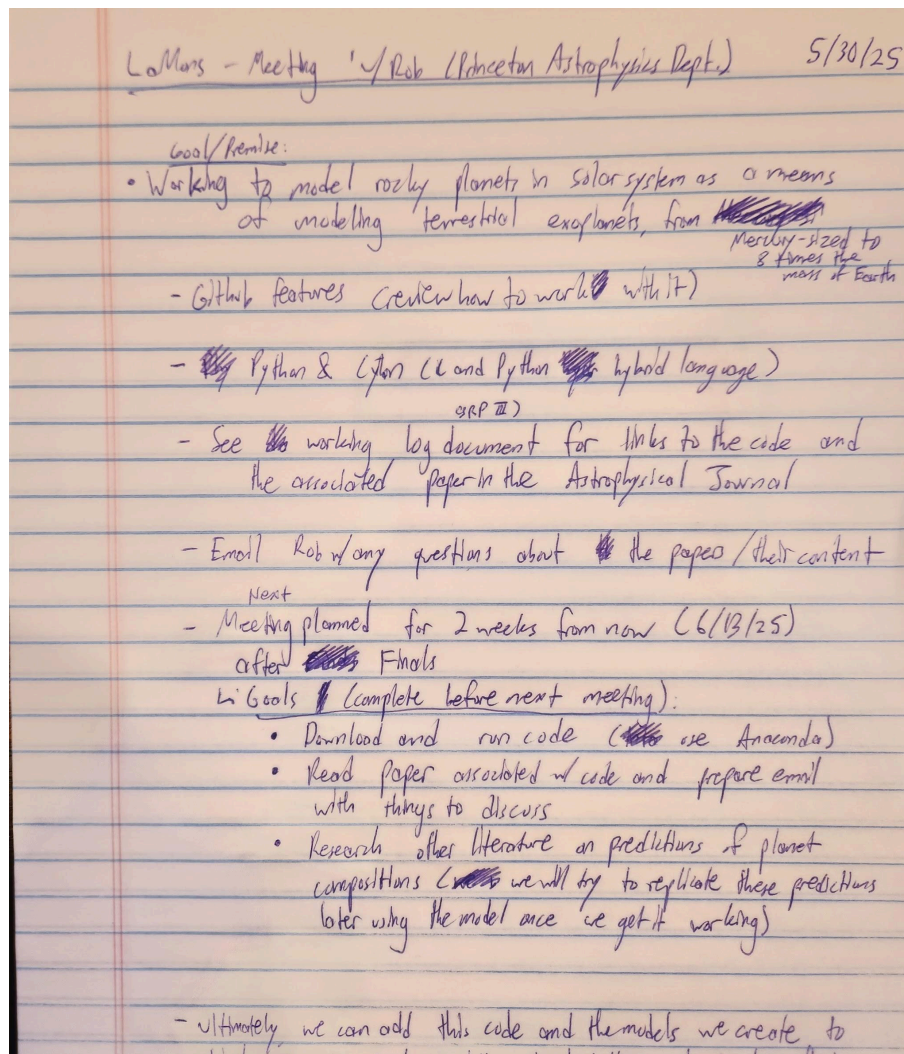 LaMons - Meeting w/ Rob (Princeton Astrophysics Dept.) 5/30/25
Goal/Premise:
• Working to model rocky planets in solar system as a means
of modeling terrestrial exoplanets, from
Mercury-sized to
8 times the
mass of Earth
- Github features (review how to work with it)
- Python & Cython (C and Python hybrid language)
(SRP III)
- See working log document for links to the code and
the associated paper in the Astrophysical Journal
- Email Rob w/ any questions about the papers/their content
Next
- Meeting planned for 2 weeks from now (6/13/25)
after Finals
Goals (complete before next meeting):
• Download and run code (use Anaconda)
• Read paper associated w/ code and prepare email
with things to discuss
• Research other literature on predictions of planet
compositions (we will try to replicate these predictions
later using the model once we get it working)
- Ultimately, we can add this code and the models we create, to